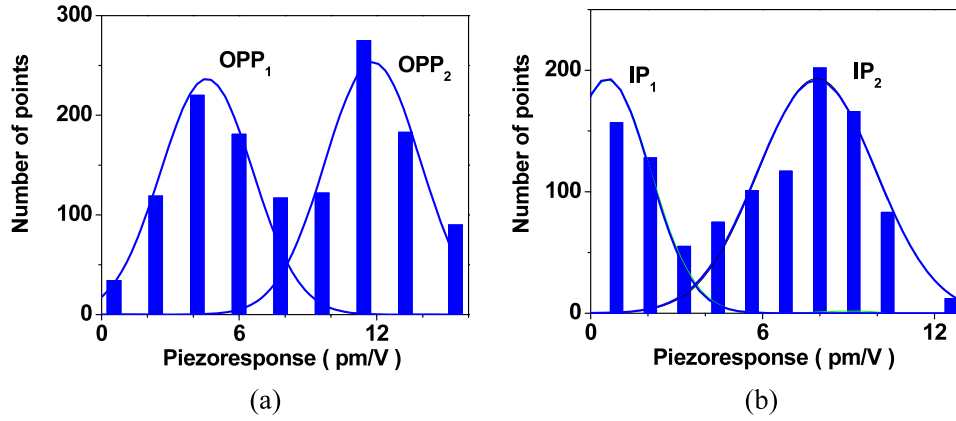 300
OPP1
OPP2
200
100
0
Number of points
0
6
12
Piezoresponse ( pm/V )
(a)
200
IP1
IP2
100
0
Number of points
0
6
12
Piezoresponse ( pm/V )
(b)